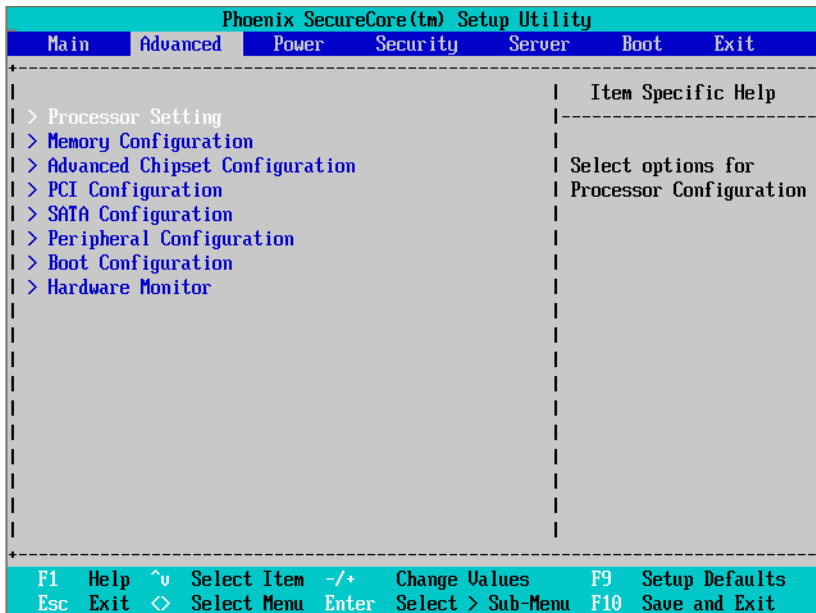 Phoenix SecureCore(tm) Setup Utility
Main Advanced Power Security Server Boot Exit
Item Specific Help
> Processor Setting
> Memory Configuration
> Advanced Chipset Configuration
Select options for
> PCI Configuration
Processor Configuration
> SATA Configuration
> Peripheral Configuration
> Boot Configuration
> Hardware Monitor
F1 Help ^v Select Item -/+ Change Values F9 Setup Defaults
Esc Exit <> Select Menu Enter Select > Sub-Menu F10 Save and Exit